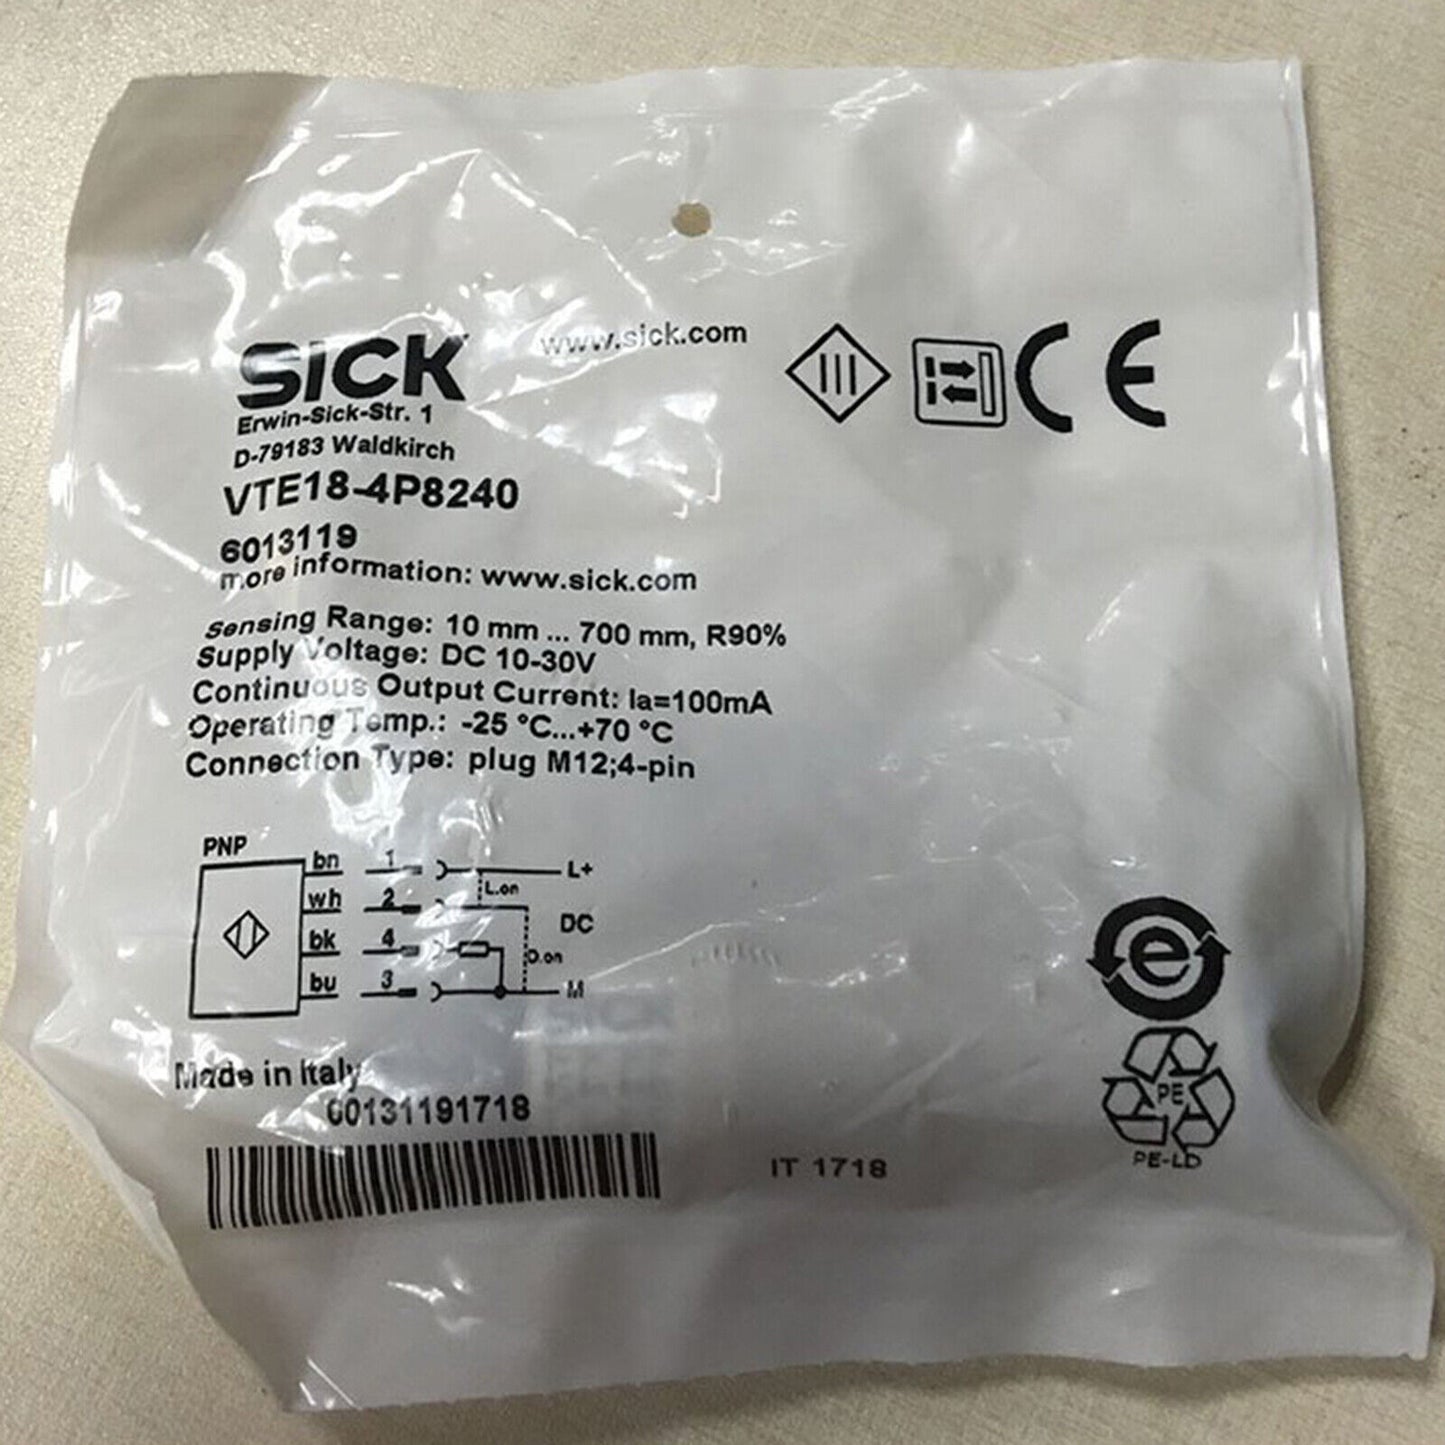 SICK
www.sick.com
CE
Erwin-Sick-Str. 1
D-79183 Waldkirch
VTE18-4P8240
6013119
more information: www.sick.com
Sensing Range: 10 mm ... 700 mm, R90%
Supply Voltage: DC 10-30V
Continuous Output Current: Ia=100mA
Operating Temp.: -25 °C...+70 °C
Connection Type: plug M12;4-pin
PNP
bn 1 L+
L.on
wh 2
DC
bk 4
D.on
bu 3 M
e
PE
PE-LD
Made in Italy
60131191718
IT 1718